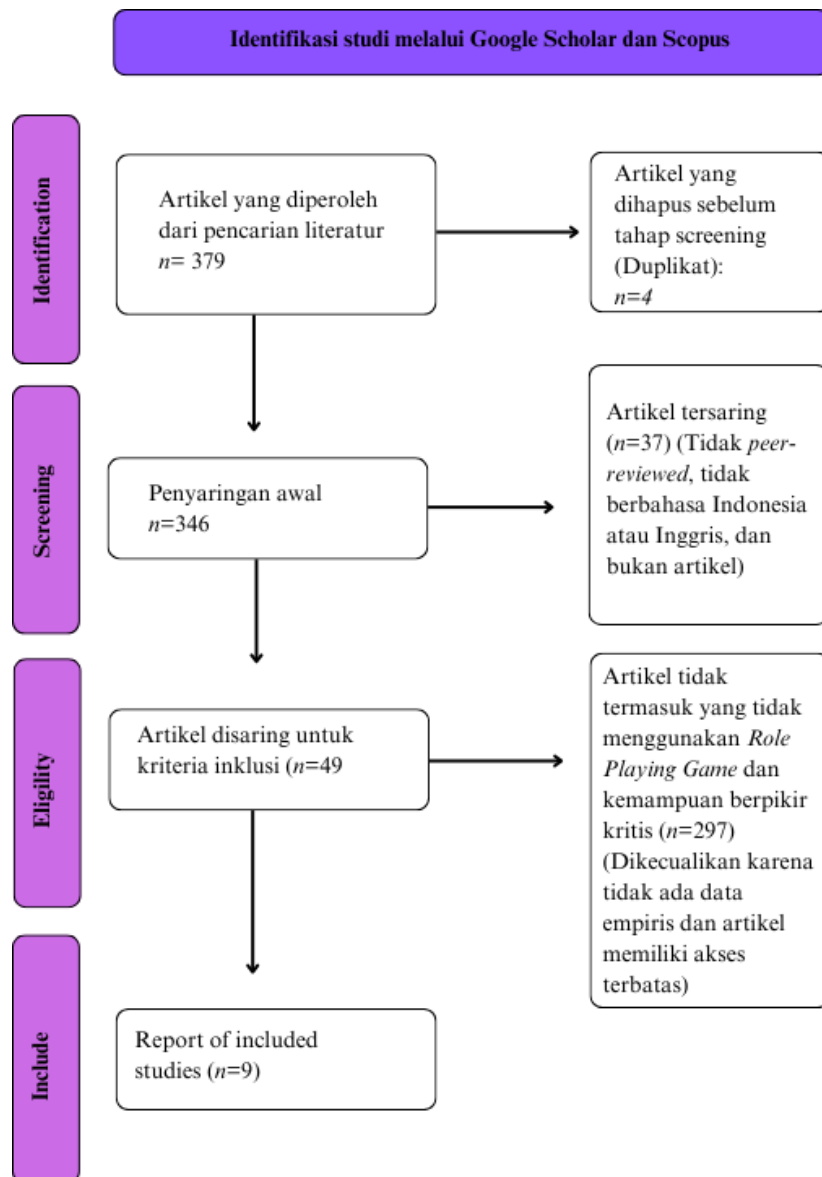 Identifikasi studi melalui Google Scholar dan Scopus
Identification
Artikel yang diperoleh
dari pencarian literatur
n= 379
Artikel yang
dihapus sebelum
tahap screening
(Duplikat):
n=4
Screening
Penyaringan awal
n=346
Artikel tersaring
(n=37) (Tidak peer-
reviewed, tidak
berbahasa Indonesia
atau Inggris, dan
bukan artikel)
Eligility
Artikel disaring untuk
kriteria inklusi (n=49
Artikel tidak
termasuk yang tidak
menggunakan Role
Playing Game dan
kemampuan berpikir
kritis (n=297)
(Dikecualikan karena
tidak ada data
empiris dan artikel
memiliki akses
terbatas)
Include
Report of included
studies (n=9)